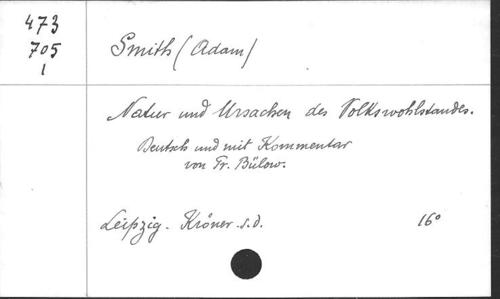 473
705
1
Smith (Adam)
Natur und Ursachen des Volkswohlstandes.
Deutsch und mit Kommentar
von Fr. Bülow.
Leipzig. Kröner. s.d. 16°